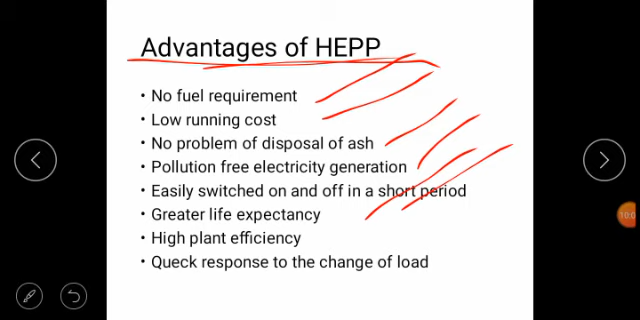 Advantages of HEPP
• No fuel requirement
• Low running cost
• No problem of disposal of ash
• Pollution free electricity generation
• Easily switched on and off in a short period
• Greater life expectancy
• High plant efficiency
• Queck response to the change of load